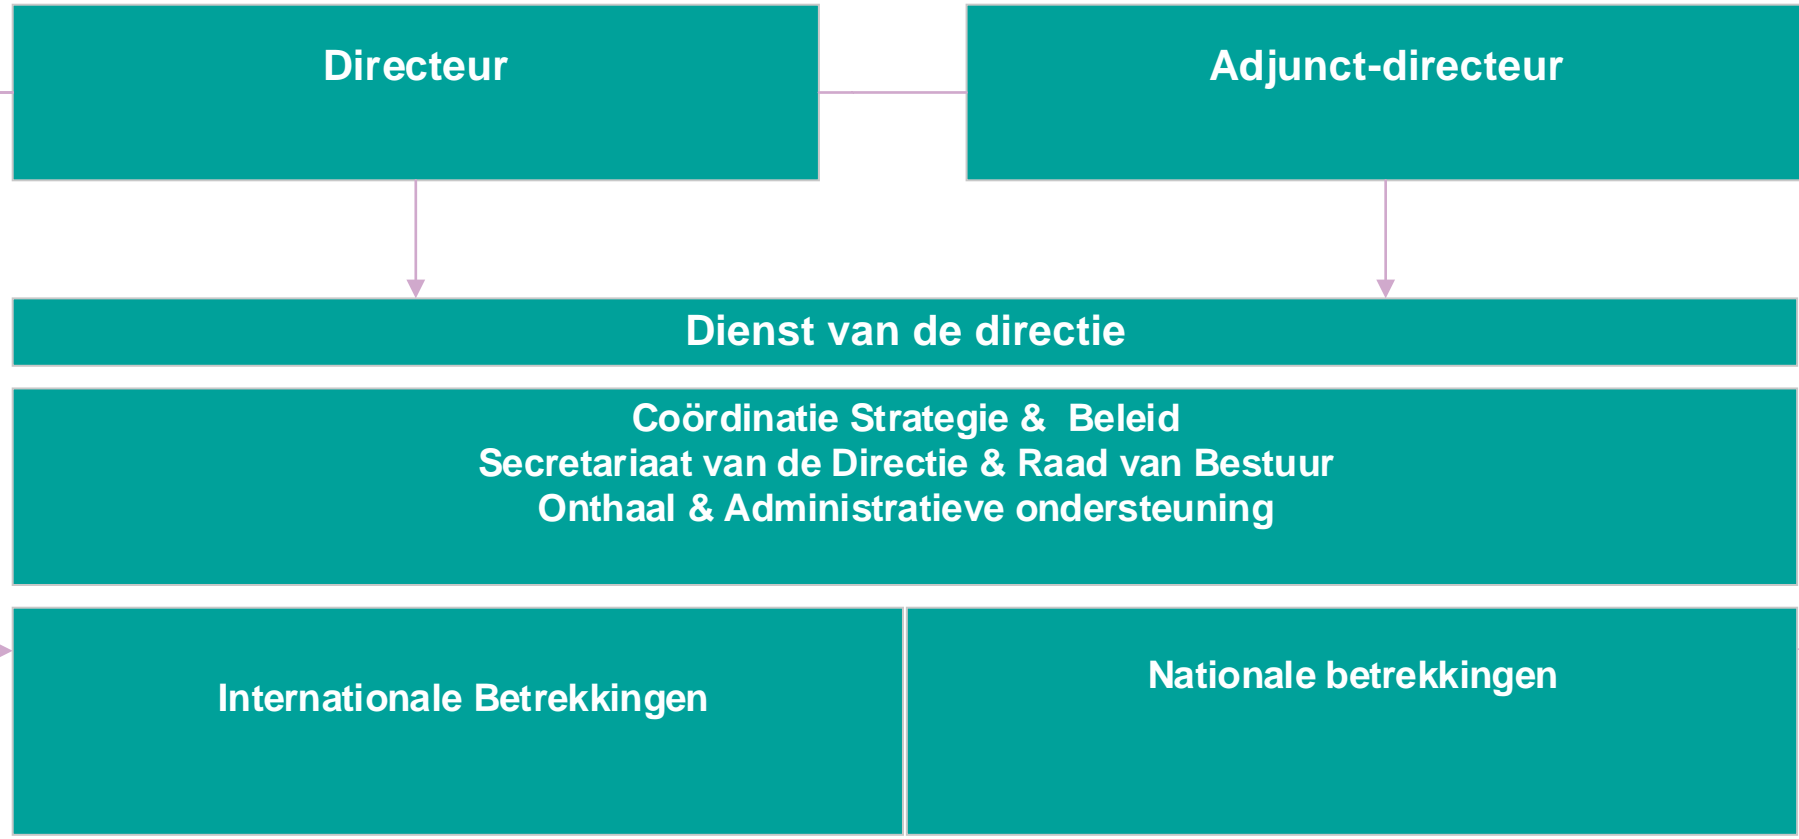 Directeur
Adjunct-directeur
Dienst van de directie
Coördinatie Strategie & Beleid
Secretariaat van de Directie & Raad van Bestuur
Onthaal & Administratieve ondersteuning
Internationale Betrekkingen
Nationale betrekkingen